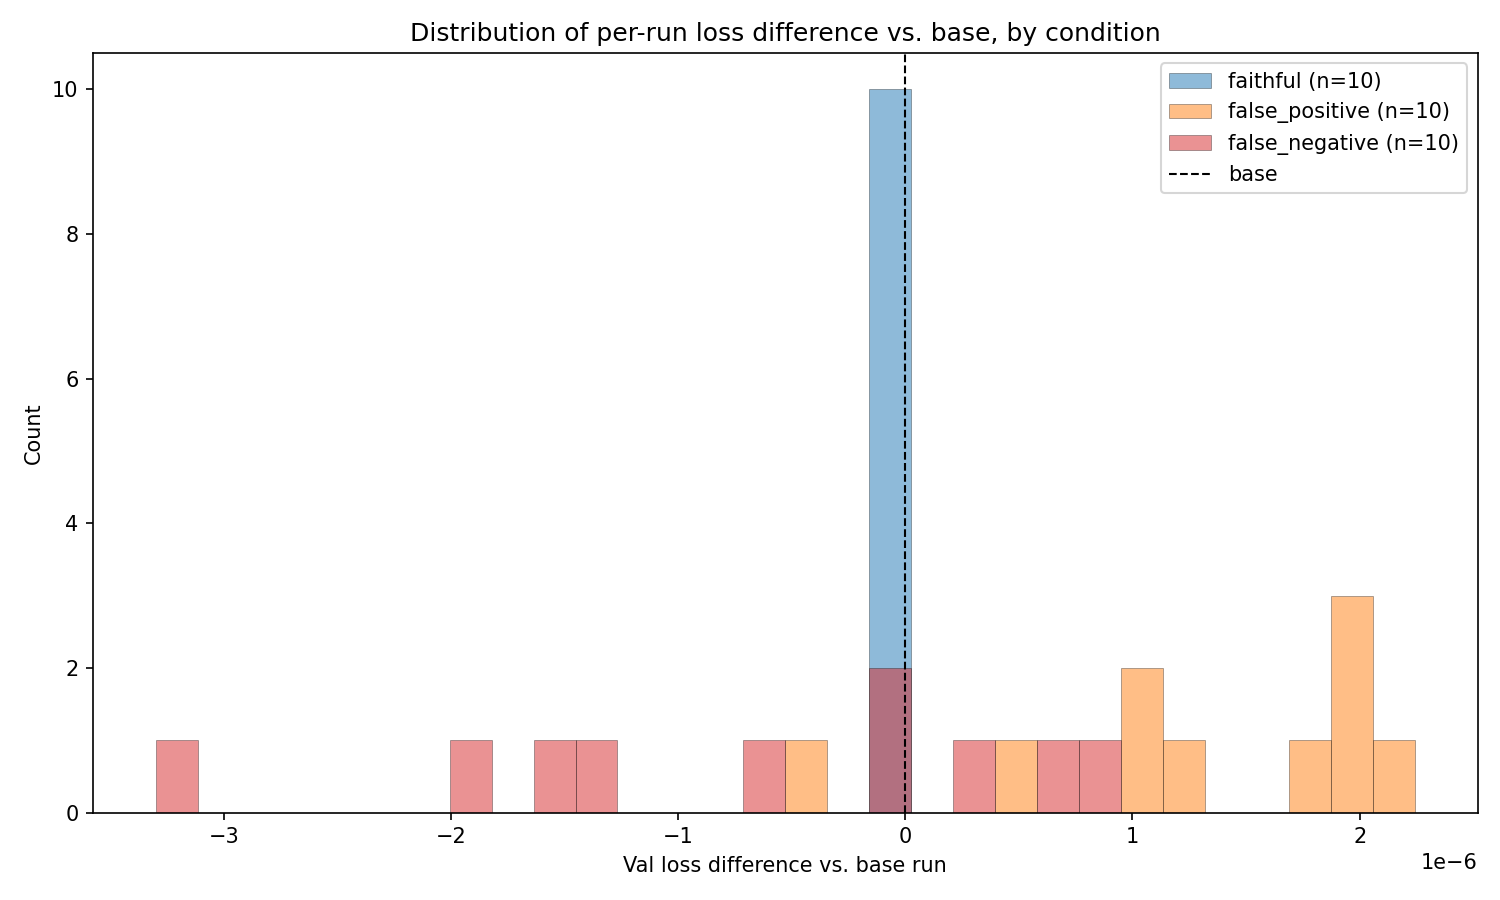 Distribution of per-run loss difference vs. base, by condition
faithful (n=10)
false_positive (n=10)
false_negative (n=10)
base
10
8
6
4
2
0
Count
−3
−2
−1
0
1
2
1e−6
Val loss difference vs. base run